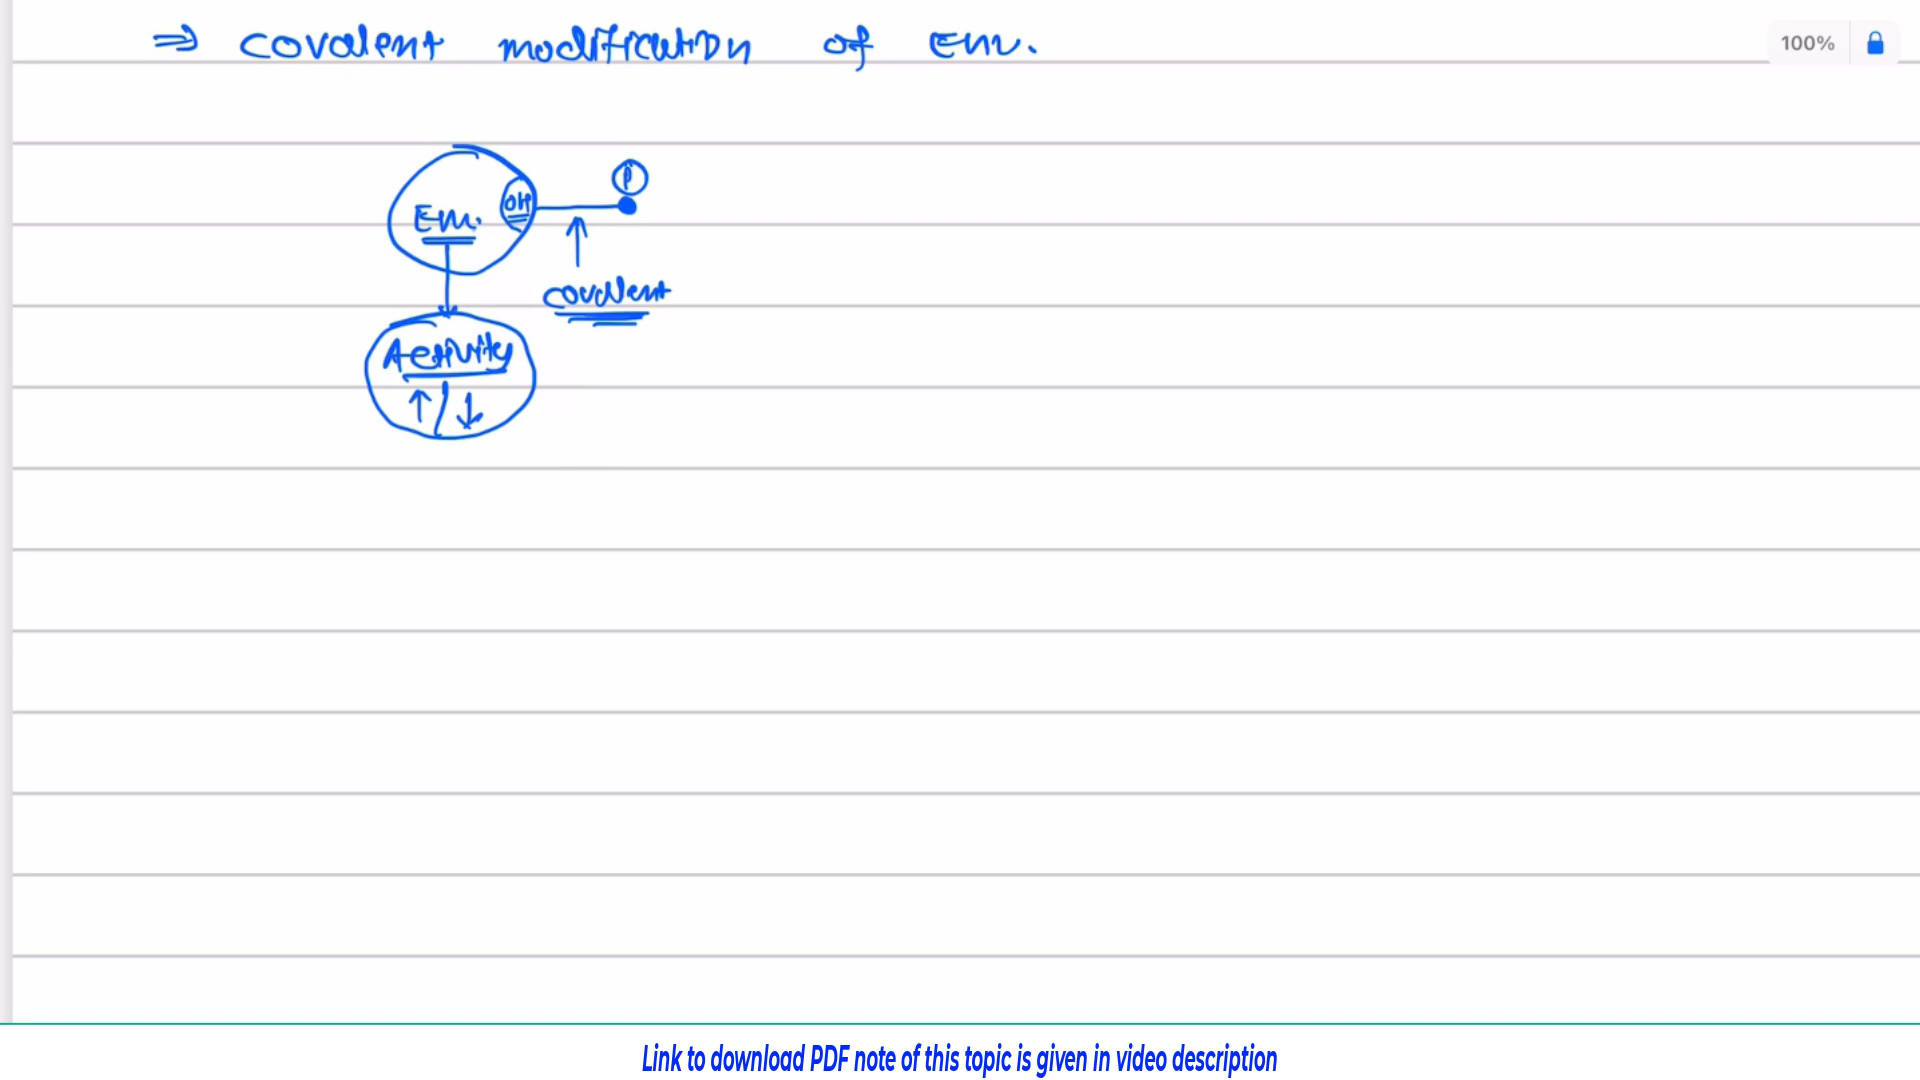 ⇒ covalent modification of Enz.
100%
P
OH
Enz.
covalent
Activity
↑ / ↓
Link to download PDF note of this topic is given in video description